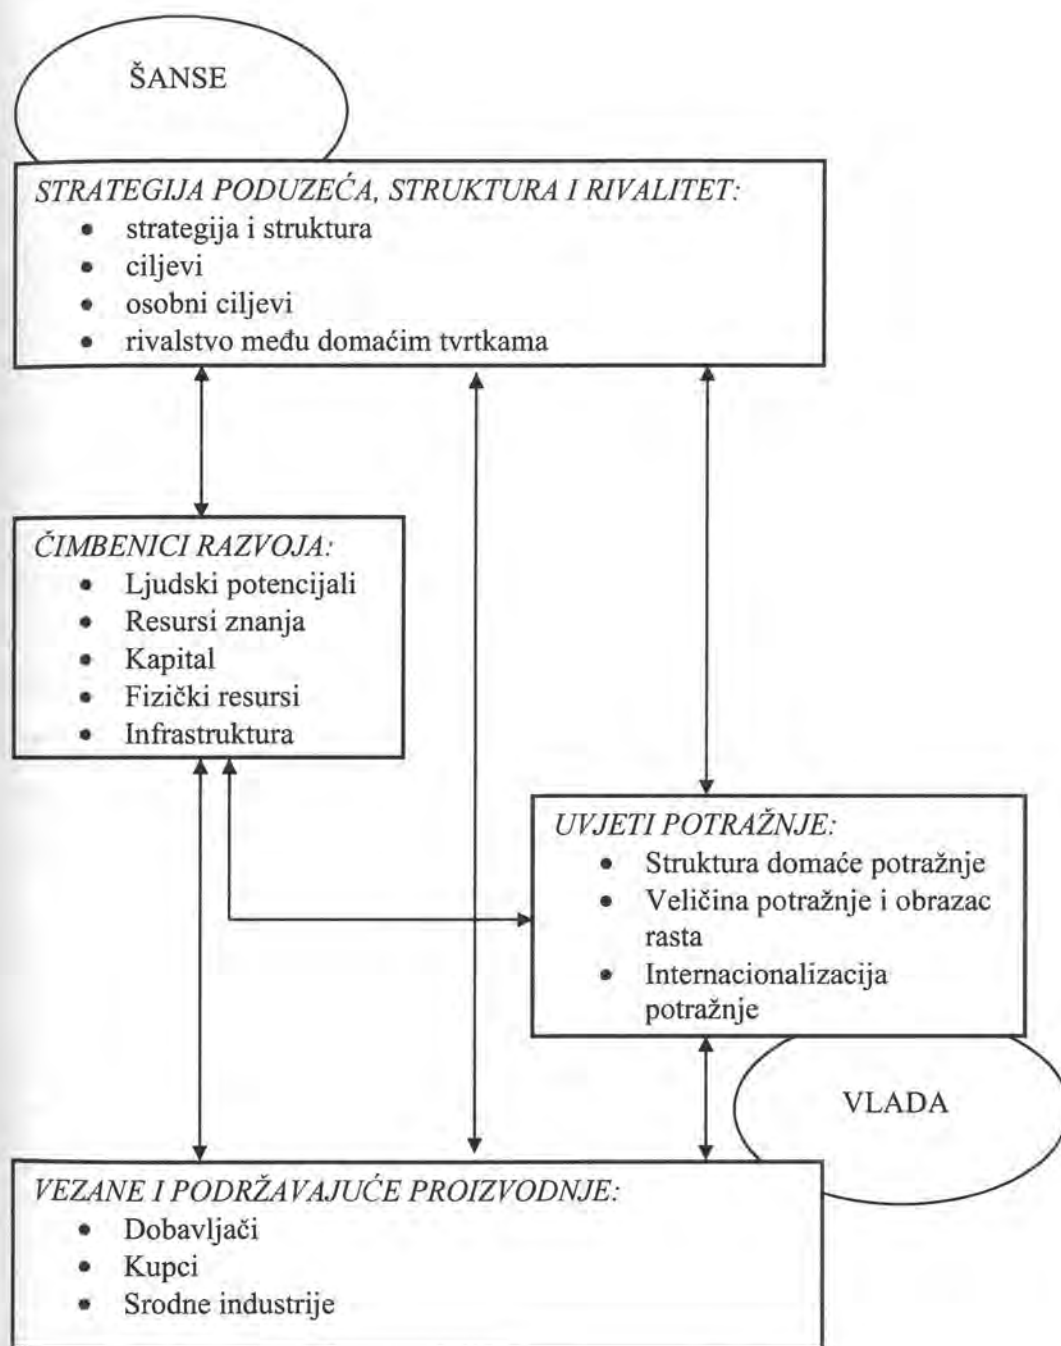 ŠANSE
STRATEGIJA PODUZEĆA, STRUKTURA I RIVALITET:
• strategija i struktura
• ciljevi
• osobni ciljevi
• rivalstvo među domaćim tvrtkama
ČIMBENICI RAZVOJA:
• Ljudski potencijali
• Resursi znanja
• Kapital
• Fizički resursi
• Infrastruktura
UVJETI POTRAŽNJE:
• Struktura domaće potražnje
• Veličina potražnje i obrazac
rasta
• Internacionalizacija
potražnje
VLADA
VEZANE I PODRŽAVAJUĆE PROIZVODNJE:
• Dobavljači
• Kupci
• Srodne industrije